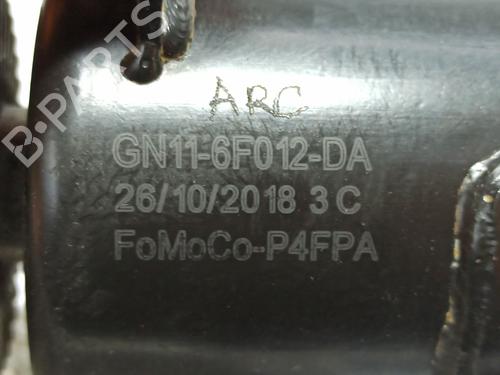 B-PARTS
ARC
GN11-6F012-DA
26/10/2018 3 C
FoMoCo-P4FPA